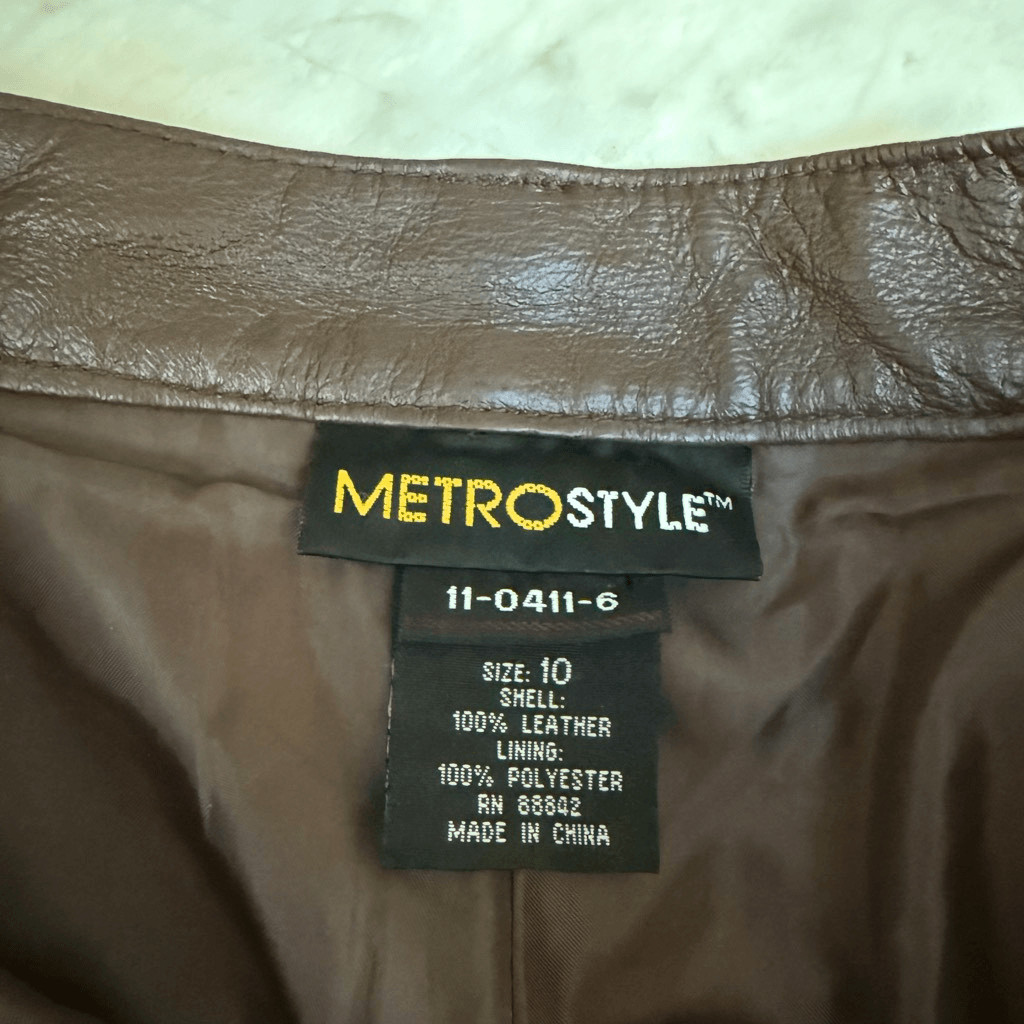 METROSTYLE™
11-0411-6
SIZE: 10
SHELL:
100% LEATHER
LINING:
100% POLYESTER
RN 88842
MADE IN CHINA